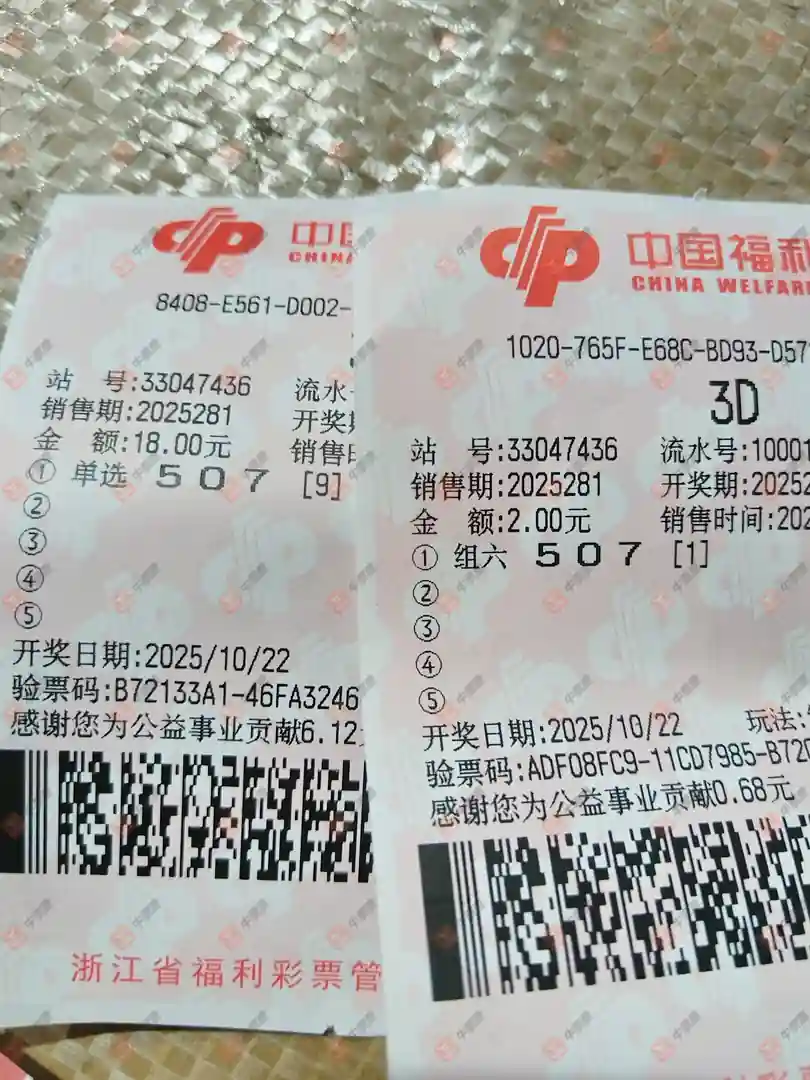 中国
CHINA
8408-E561-D002-
站 号:33047436 流水
销售期:2025281 开奖
金 额:18.00元 销售
① 单选 507 [9]
②
③
④
⑤
开奖日期:2025/10/22
验票码:B72133A1-46FA3246
感谢您为公益事业贡献6.12
浙江省福利彩票管
中国福利
CHINA WELFAR
1020-765F-E68C-BD93-D57
3D
站 号:33047436 流水号:10001
销售期:2025281 开奖期:20252
金 额:2.00元 销售时间:202
① 组六 507 [1]
②
③
④
⑤
开奖日期:2025/10/22 玩法:
验票码:ADF08FC9-11CD7985-B72
感谢您为公益事业贡献0.68元